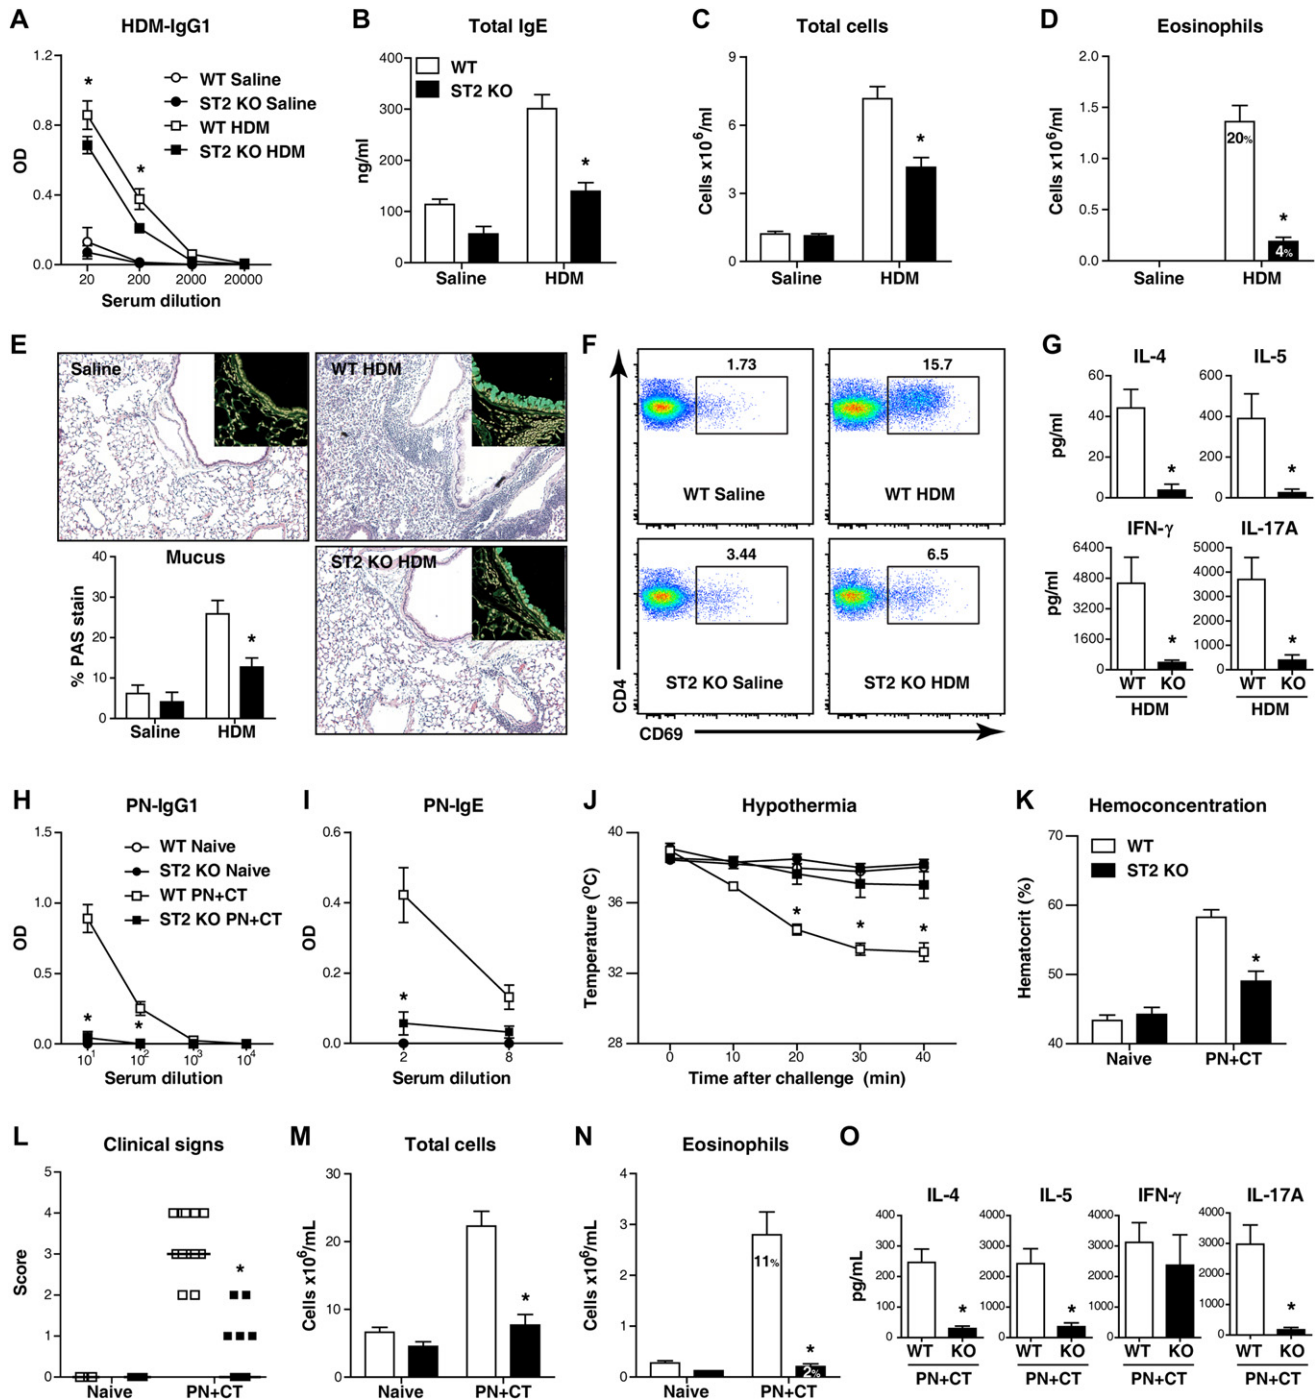 A HDM-IgG1
1.2
0.9
0.6
0.4
0.0
OD
*
*
WT Saline
ST2 KO Saline
WT HDM
ST2 KO HDM
20 200 2000 20000
Serum dilution
B Total IgE
400
300
200
100
0
ng/ml
WT
ST2 KO
*
Saline HDM
C Total cells
9
6
3
0
Cells x10⁶/ml
*
Saline HDM
D Eosinophils
2.0
1.5
1.0
0.5
0.0
Cells x10⁶/ml
20%
*
4%
Saline HDM
E
Saline
WT HDM
ST2 KO HDM
Mucus
40
30
20
10
0
% PAS stain
*
Saline HDM
F
1.73
WT Saline
15.7
WT HDM
3.44
ST2 KO Saline
6.5
ST2 KO HDM
CD4
CD69
G
IL-4
60
40
20
0
pg/ml
*
IL-5
600
400
200
0
*
IFN-γ
6400
4800
3200
1600
0
pg/ml
*
WT KO
HDM
IL-17A
5000
4000
3000
2000
1000
0
*
WT KO
HDM
H PN-IgG1
1.5
1.0
0.5
0.0
OD
WT Naive
ST2 KO Naive
WT PN+CT
ST2 KO PN+CT
*
*
10¹ 10² 10³ 10⁴
Serum dilution
I PN-IgE
0.6
0.4
0.2
0.0
OD
*
2 8
Serum dilution
J Hypothermia
40
36
32
28
Temperature (°C)
* * *
0 10 20 30 40
Time after challenge (min)
K Hemoconcentration
70
60
50
40
Hematocrit (%)
WT
ST2 KO
*
Naive PN+CT
L Clinical signs
5
4
3
2
1
0
Score
*
Naive PN+CT
M Total cells
30
20
10
0
Cells x10⁶/mL
*
Naive PN+CT
N Eosinophils
4
3
2
1
0
Cells x10⁶/mL
11%
*
2%
Naive PN+CT
O
IL-4
400
300
200
100
0
pg/mL
*
WT KO
PN+CT
IL-5
4000
3000
2000
1000
0
*
WT KO
PN+CT
IFN-γ
4000
3000
2000
1000
0
WT KO
PN+CT
IL-17A
4000
3000
2000
1000
0
*
WT KO
PN+CT